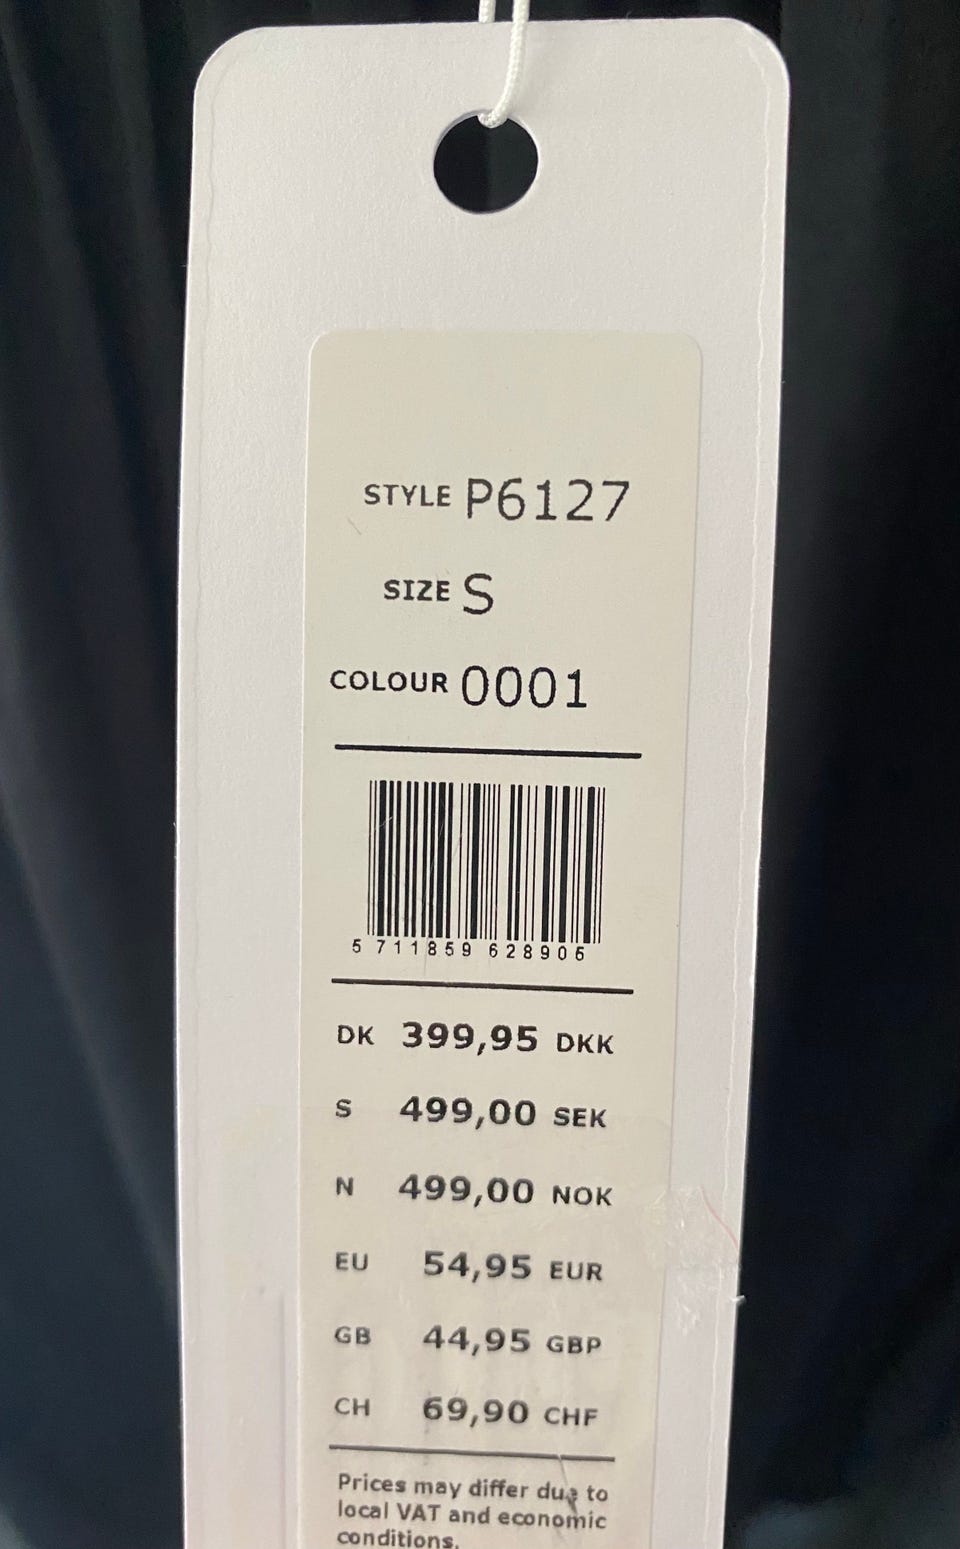 STYLE P6127
SIZE S
COLOUR 0001
5 711859 628905
DK 399,95 DKK
S 499,00 SEK
N 499,00 NOK
EU 54,95 EUR
GB 44,95 GBP
CH 69,90 CHF
Prices may differ due to
local VAT and economic
conditions.